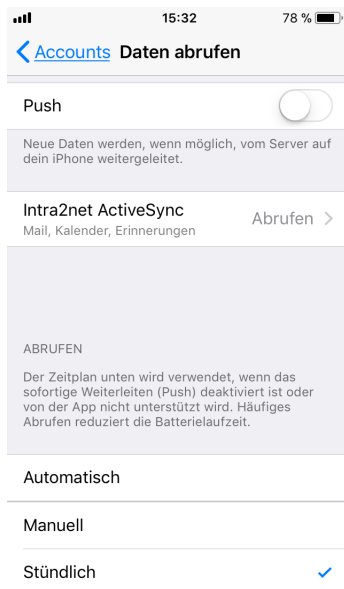 15:32
78 %
Accounts Daten abrufen
Push
Neue Daten werden, wenn möglich, vom Server auf
dein iPhone weitergeleitet.
Intra2net ActiveSync
Abrufen
Mail, Kalender, Erinnerungen
ABRUFEN
Der Zeitplan unten wird verwendet, wenn das
sofortige Weiterleiten (Push) deaktiviert ist oder
von der App nicht unterstützt wird. Häufiges
Abrufen reduziert die Batterielaufzeit.
Automatisch
Manuell
Stündlich